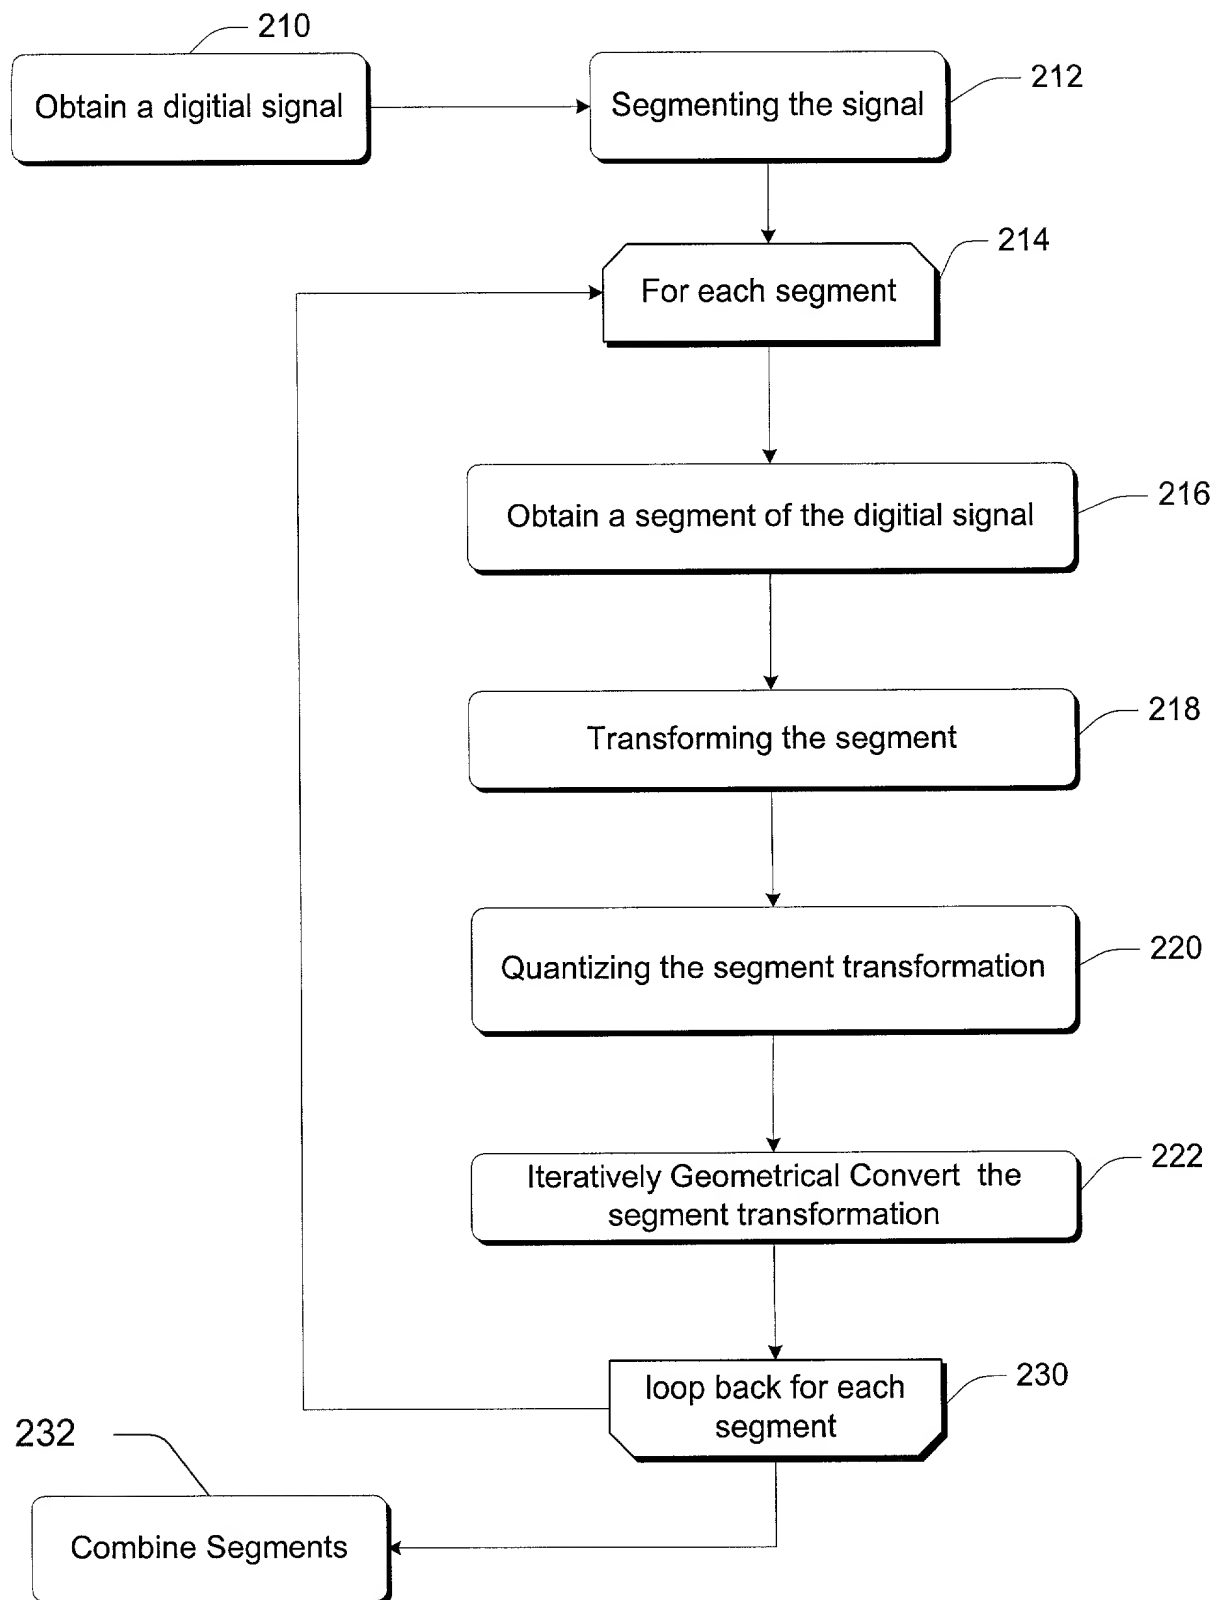 210
Obtain a digitial signal
Segmenting the signal
212
For each segment
214
Obtain a segment of the digitial signal
216
Transforming the segment
218
Quantizing the segment transformation
220
Iteratively Geometrical Convert the
segment transformation
222
loop back for each
segment
230
232
Combine Segments